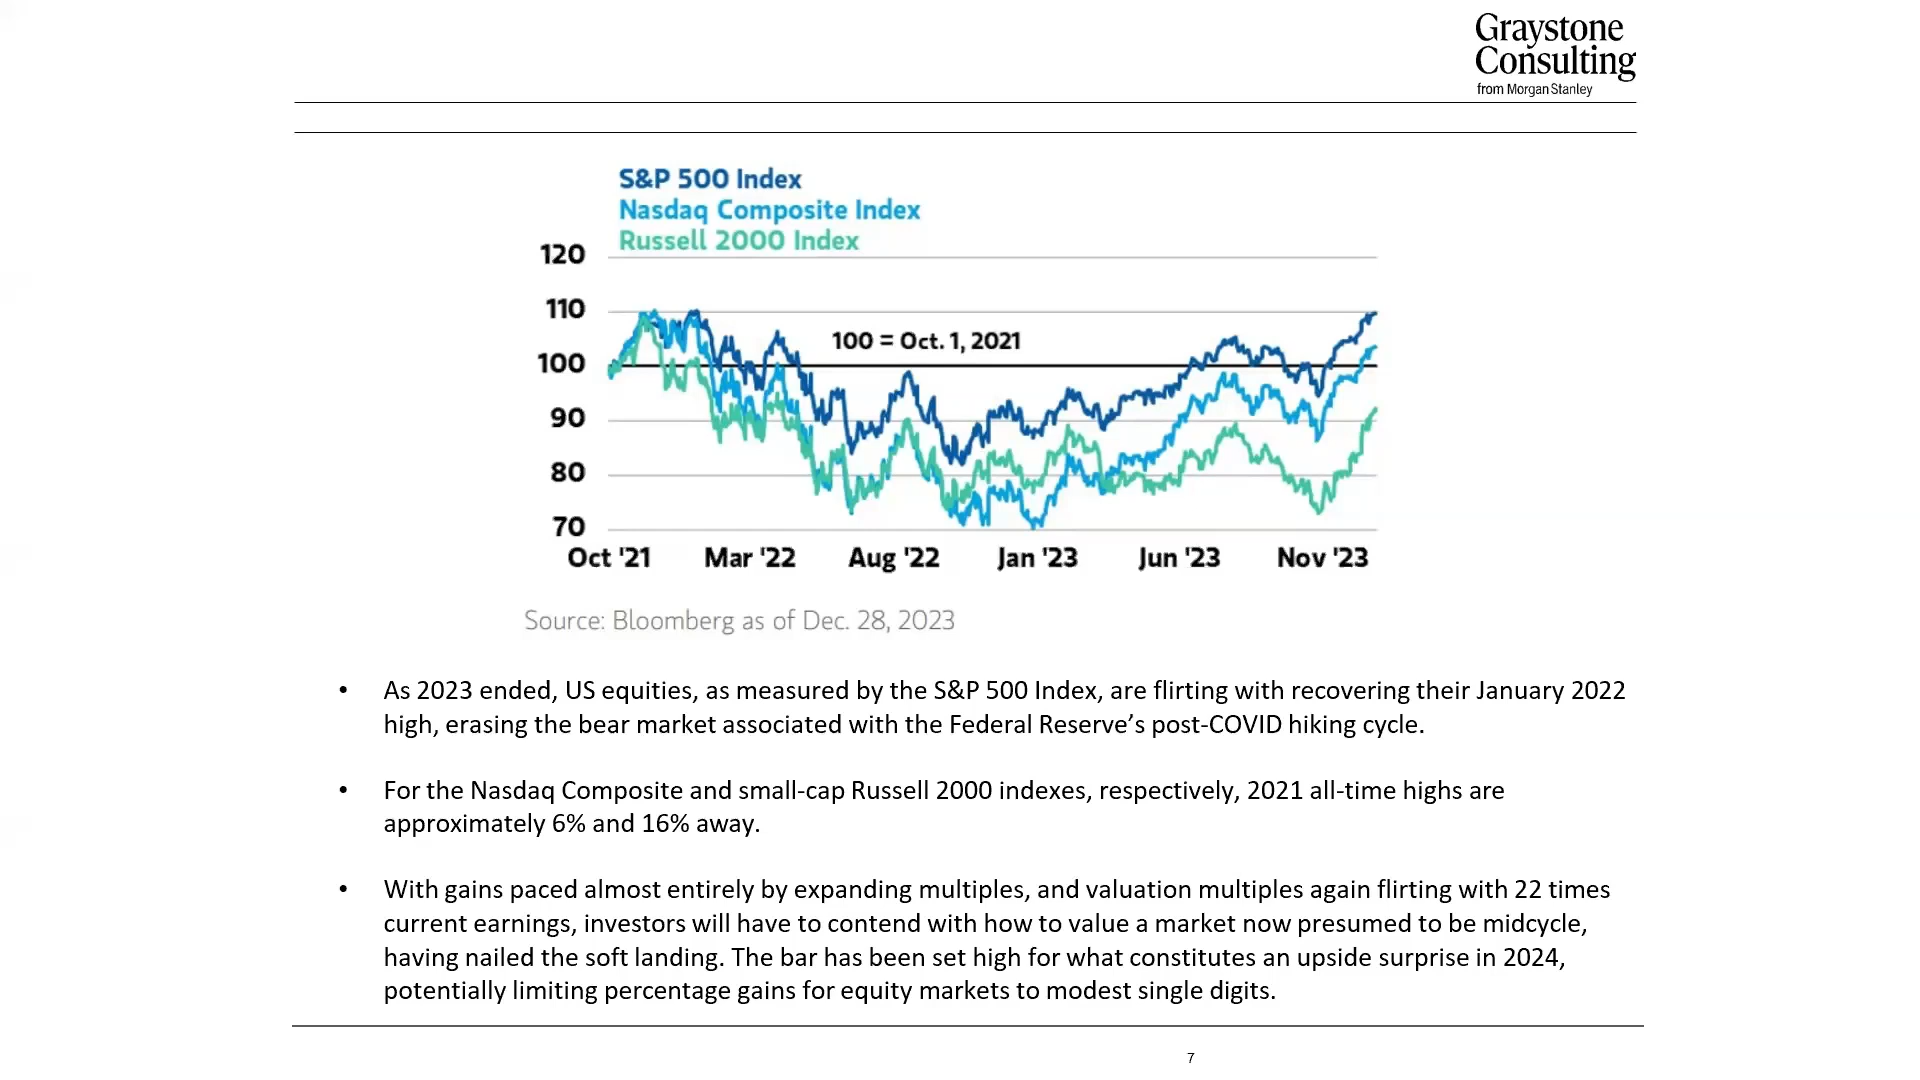 Graystone
Consulting
from Morgan Stanley
S&P 500 Index
Nasdaq Composite Index
Russell 2000 Index
120
110
100 = Oct. 1, 2021
100
90
80
70
Oct '21 Mar '22 Aug '22 Jan '23 Jun '23 Nov '23
Source: Bloomberg as of Dec. 28, 2023
• As 2023 ended, US equities, as measured by the S&P 500 Index, are flirting with recovering their January 2022
high, erasing the bear market associated with the Federal Reserve’s post-COVID hiking cycle.
• For the Nasdaq Composite and small-cap Russell 2000 indexes, respectively, 2021 all-time highs are
approximately 6% and 16% away.
• With gains paced almost entirely by expanding multiples, and valuation multiples again flirting with 22 times
current earnings, investors will have to contend with how to value a market now presumed to be midcycle,
having nailed the soft landing. The bar has been set high for what constitutes an upside surprise in 2024,
potentially limiting percentage gains for equity markets to modest single digits.
7